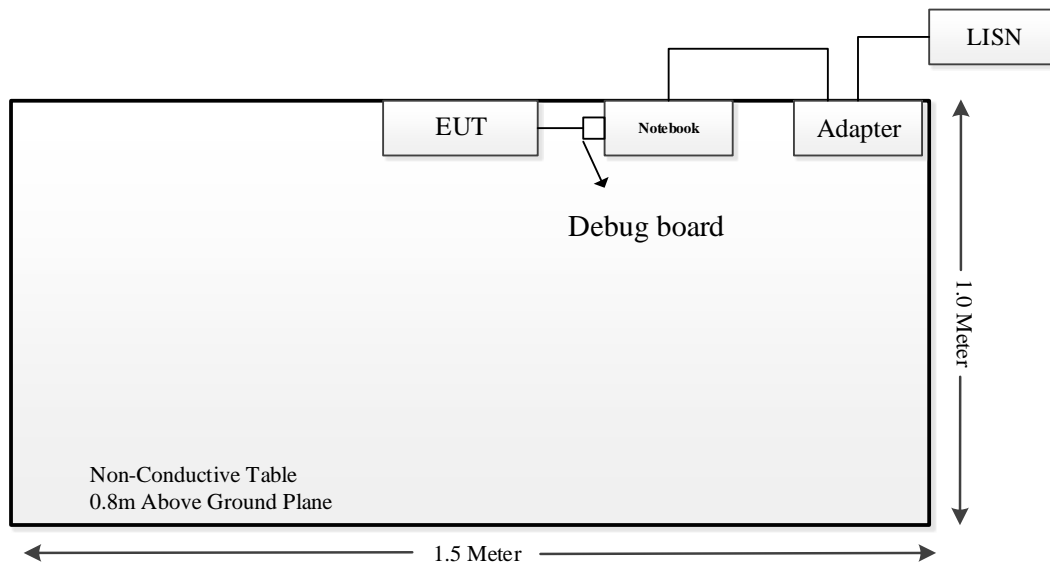 LISN
EUT
Notebook
Adapter
Debug board
1.0 Meter
Non-Conductive Table
0.8m Above Ground Plane
1.5 Meter